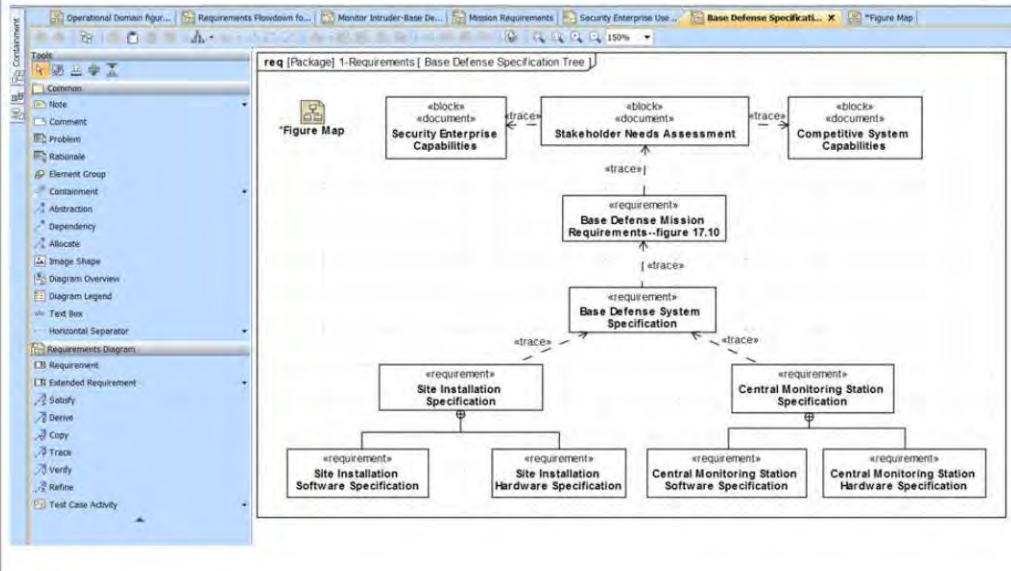 Operational Domain figur...
Requirements Flowdown fo...
Monitor Intruder-Base De...
Mission Requirements
Security Enterprise Use ...
Base Defense Specificati... X
*Figure Map
Containment
150%
Tools
Common
Note
Comment
Problem
Rationale
Element Group
Containment
Abstraction
Dependency
Allocate
Image Shape
Diagram Overview
Diagram Legend
Text Box
Horizontal Separator
Requirements Diagram
Requirement
Extended Requirement
Satisfy
Derive
Copy
Trace
Verify
Refine
Test Case Activity
req [Package] 1-Requirements [ Base Defense Specification Tree ]
*Figure Map
«block»
«document»
Security Enterprise
Capabilities
«trace»
«block»
«document»
Stakeholder Needs Assessment
«trace»
«block»
«document»
Competitive System
Capabilities
«trace»
«requirement»
Base Defense Mission
Requirements--figure 17.10
«trace»
«requirement»
Base Defense System
Specification
«trace»
«trace»
«requirement»
Site Installation
Specification
«requirement»
Central Monitoring Station
Specification
«requirement»
Site Installation
Software Specification
«requirement»
Site Installation
Hardware Specification
«requirement»
Central Monitoring Station
Software Specification
«requirement»
Central Monitoring Station
Hardware Specification